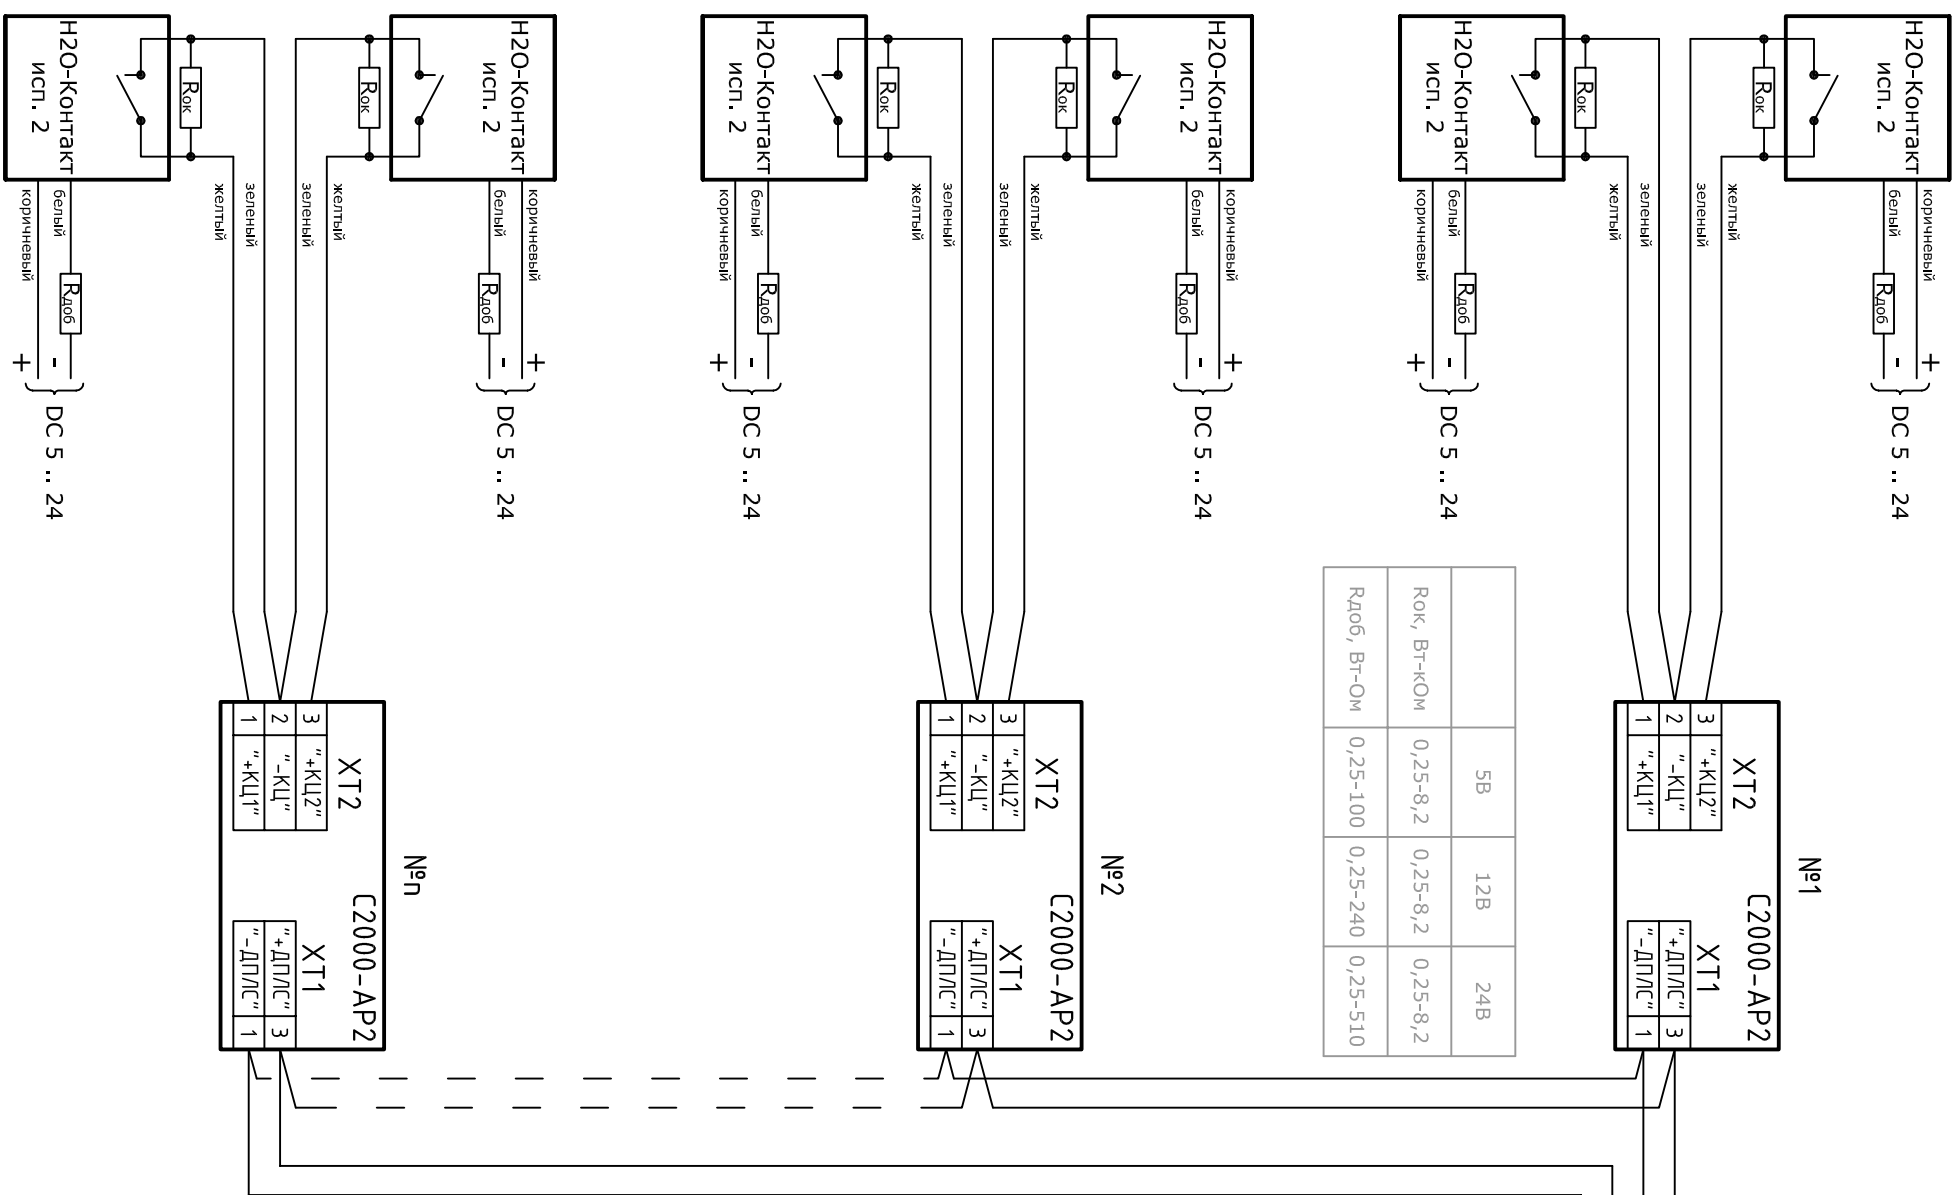 H2O-Контакт
исп. 2
Rок
коричневый
белый
Rдоб
+
-
DC 5 .. 24
желтый
зеленый
зеленый
желтый
Rок
H2O-Контакт
исп. 2
белый
коричневый
Rдоб
-
+
DC 5 .. 24
№1
С2000-АР2
XT2
3 "+КЦ2"
2 "-КЦ"
1 "+КЦ1"
XT1
"+ДПЛС" 3
"-ДПЛС" 1
5В 12В 24В
Rок, Вт-кОм 0,25-8,2 0,25-8,2 0,25-8,2
Rдоб, Вт-Ом 0,25-100 0,25-240 0,25-510
H2O-Контакт
исп. 2
Rок
коричневый
белый
Rдоб
+
-
DC 5 .. 24
желтый
зеленый
зеленый
желтый
Rок
H2O-Контакт
исп. 2
белый
коричневый
Rдоб
-
+
DC 5 .. 24
№2
С2000-АР2
XT2
3 "+КЦ2"
2 "-КЦ"
1 "+КЦ1"
XT1
"+ДПЛС" 3
"-ДПЛС" 1
H2O-Контакт
исп. 2
Rок
коричневый
белый
Rдоб
+
-
DC 5 .. 24
желтый
зеленый
зеленый
желтый
Rок
H2O-Контакт
исп. 2
белый
коричневый
Rдоб
-
+
DC 5 .. 24
№n
С2000-АР2
XT2
3 "+КЦ2"
2 "-КЦ"
1 "+КЦ1"
XT1
"+ДПЛС" 3
"-ДПЛС" 1